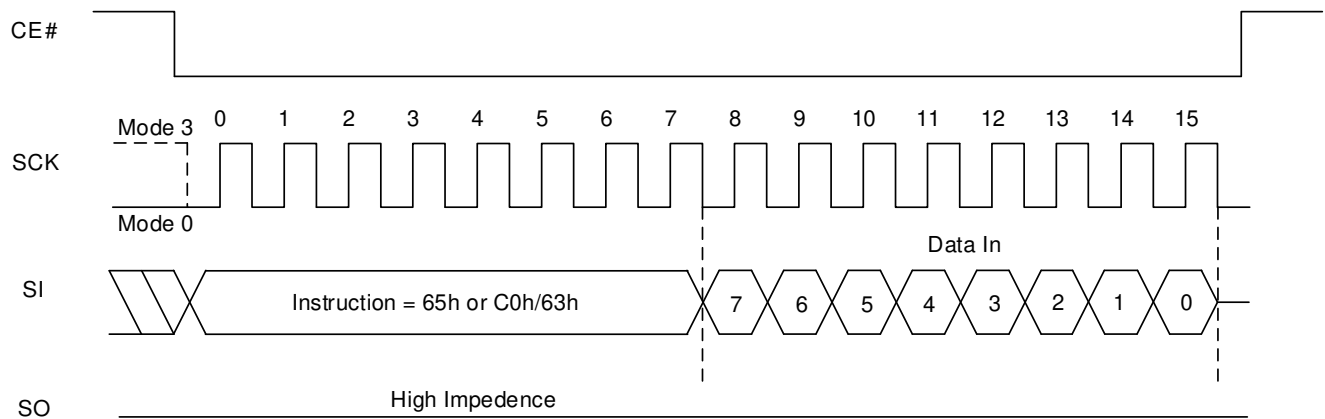 CE#
Mode 3
0 1 2 3 4 5 6 7 8 9 10 11 12 13 14 15
SCK
Mode 0
Data In
SI
Instruction = 65h or C0h/63h
7 6 5 4 3 2 1 0
High Impedence
SO